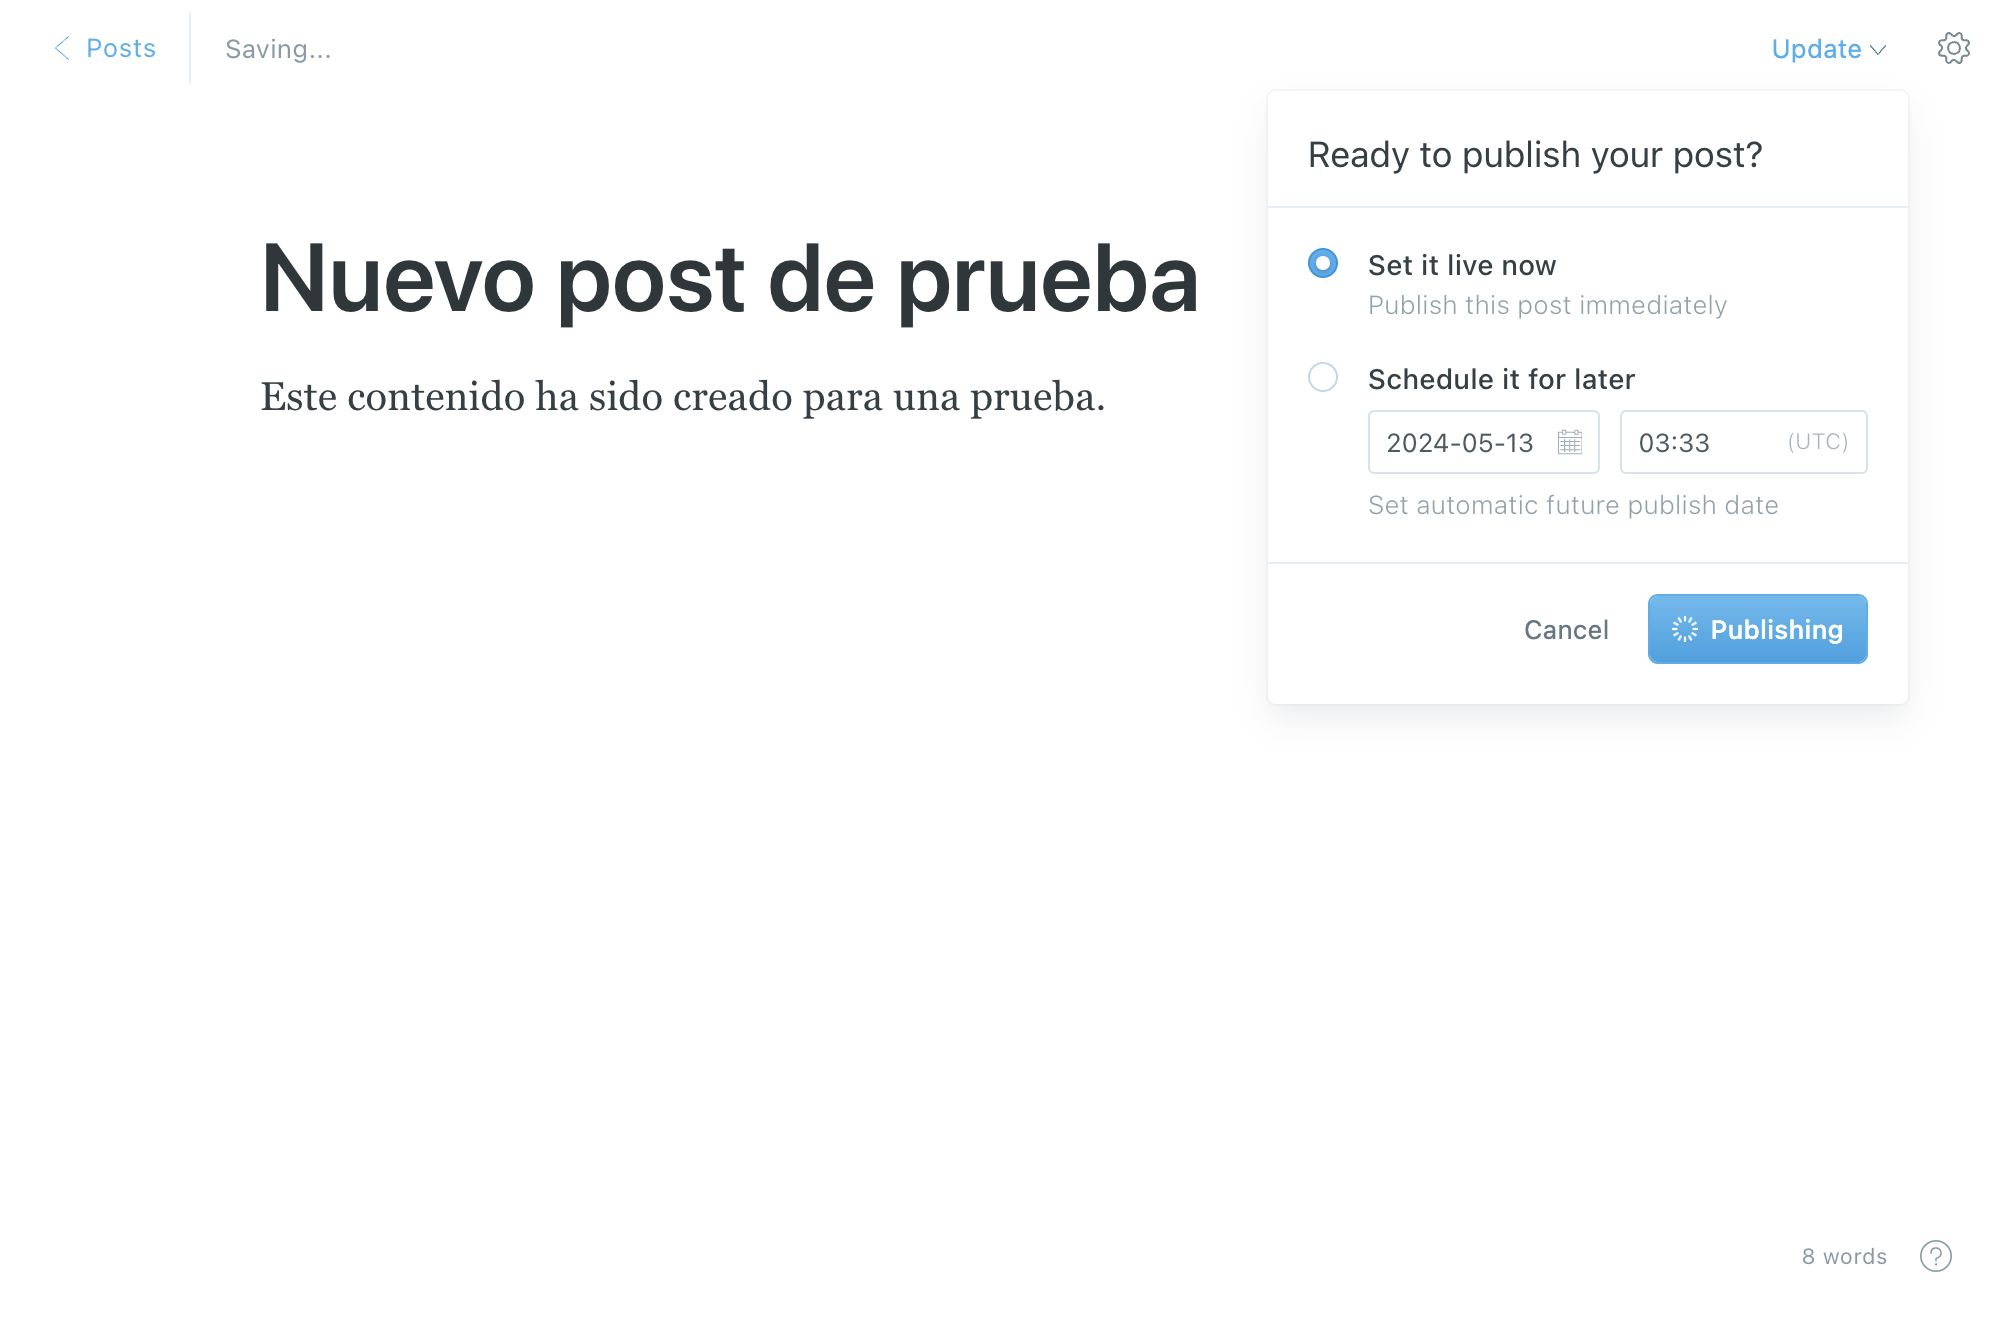 Posts
Saving...
Update
Ready to publish your post?
Nuevo post de prueba
Este contenido ha sido creado para una prueba.
Set it live now
Publish this post immediately
Schedule it for later
2024-05-13
03:33 (UTC)
Set automatic future publish date
Cancel
Publishing
8 words
?